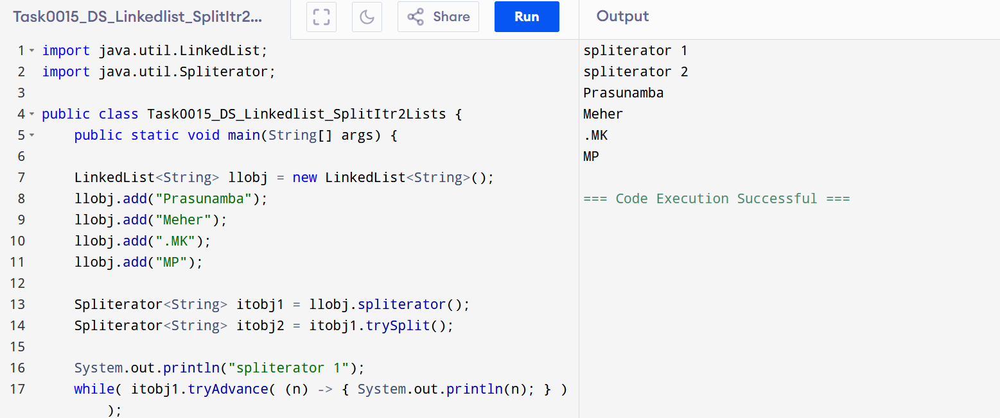 Task0015_DS_Linkedlist_SplitItr2...
Share
Run
Output
1 import java.util.LinkedList;
2 import java.util.Spliterator;
3
4 public class Task0015_DS_Linkedlist_SplitItr2Lists {
5 public static void main(String[] args) {
6
7 LinkedList<String> llobj = new LinkedList<String>();
8 llobj.add("Prasunamba");
9 llobj.add("Meher");
10 llobj.add(".MK");
11 llobj.add("MP");
12
13 Spliterator<String> itobj1 = llobj.spliterator();
14 Spliterator<String> itobj2 = itobj1.trySplit();
15
16 System.out.println("spliterator 1");
17 while( itobj1.tryAdvance( (n) -> { System.out.println(n); } )
);
spliterator 1
spliterator 2
Prasunamba
Meher
.MK
MP
=== Code Execution Successful ===